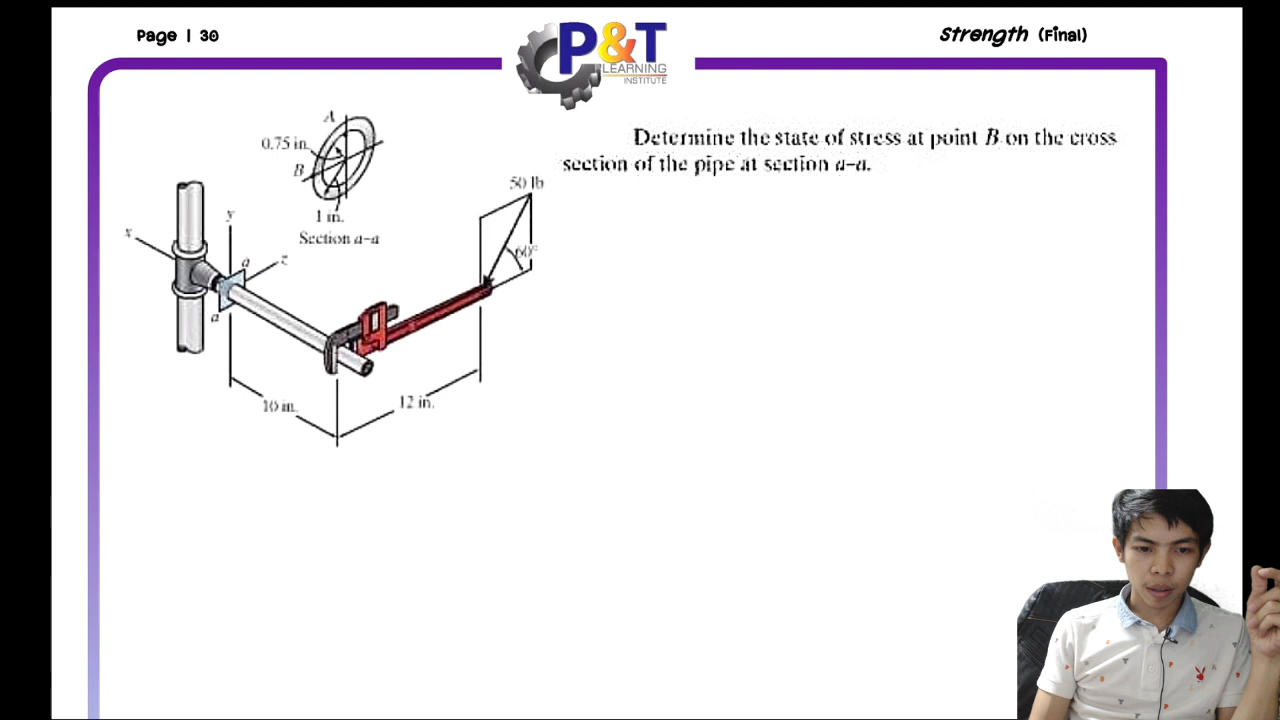 Page | 30
P&T
LEARNING
INSTITUTE
Strength (Final)
A
0.75 in.
B
1 in.
Section a–a
Determine the state of stress at point B on the cross
section of the pipe at section a–a.
50 lb
60°
y
x
z
a
a
10 in.
12 in.